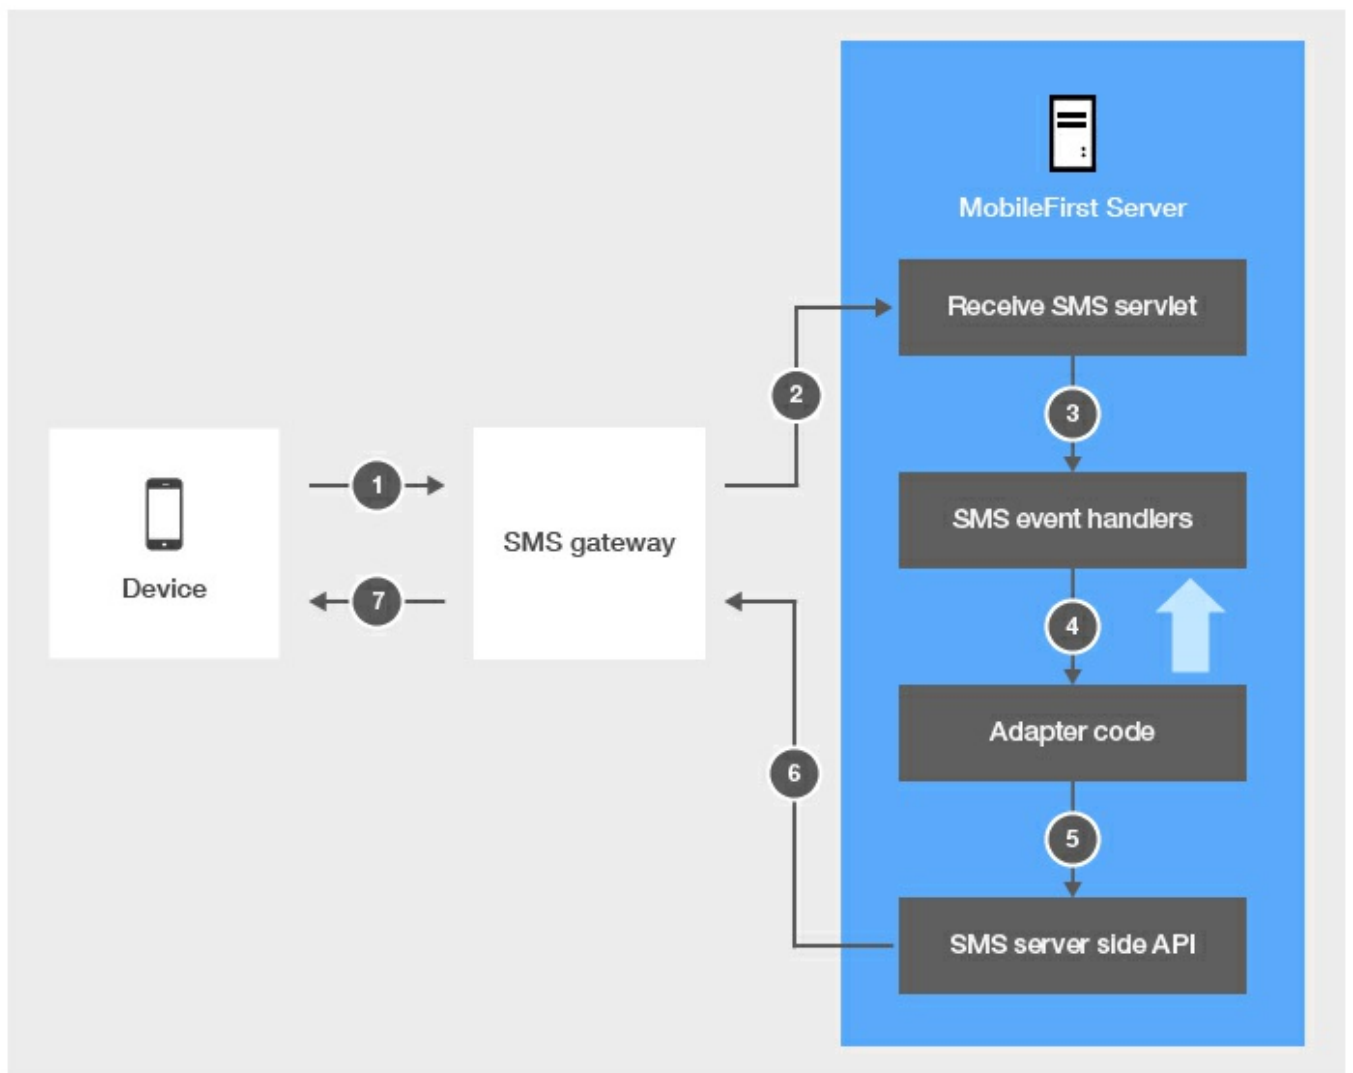 MobileFirst Server
Receive SMS servlet
2
3
1
SMS event handlers
SMS gateway
Device
7
4
Adapter code
6
5
SMS server side API